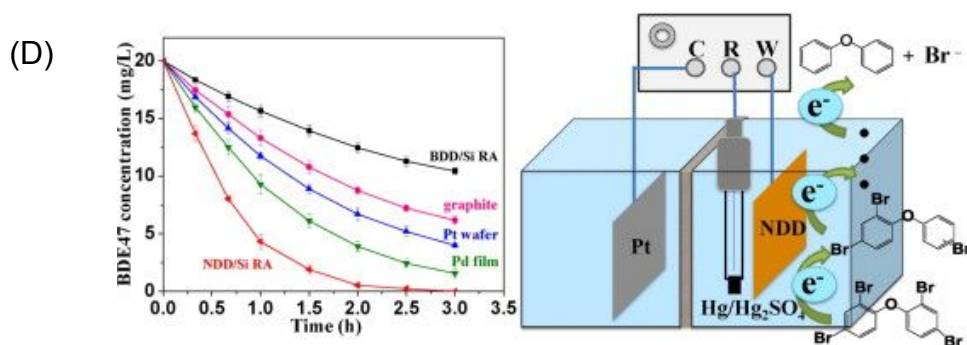 (D)
BDE47 concentration (mg/L)
20
15
10
5
0
0.0 0.5 1.0 1.5 2.0 2.5 3.0 3.5
Time (h)
BDD/Si RA
graphite
Pt wafer
Pd film
NDD/Si RA
C R W
O
+ Br⁻
e⁻
e⁻
Br
O
Br
Br
Pt
NDD
e⁻
Hg/Hg₂SO₄
Br
Br
O
Br
Br